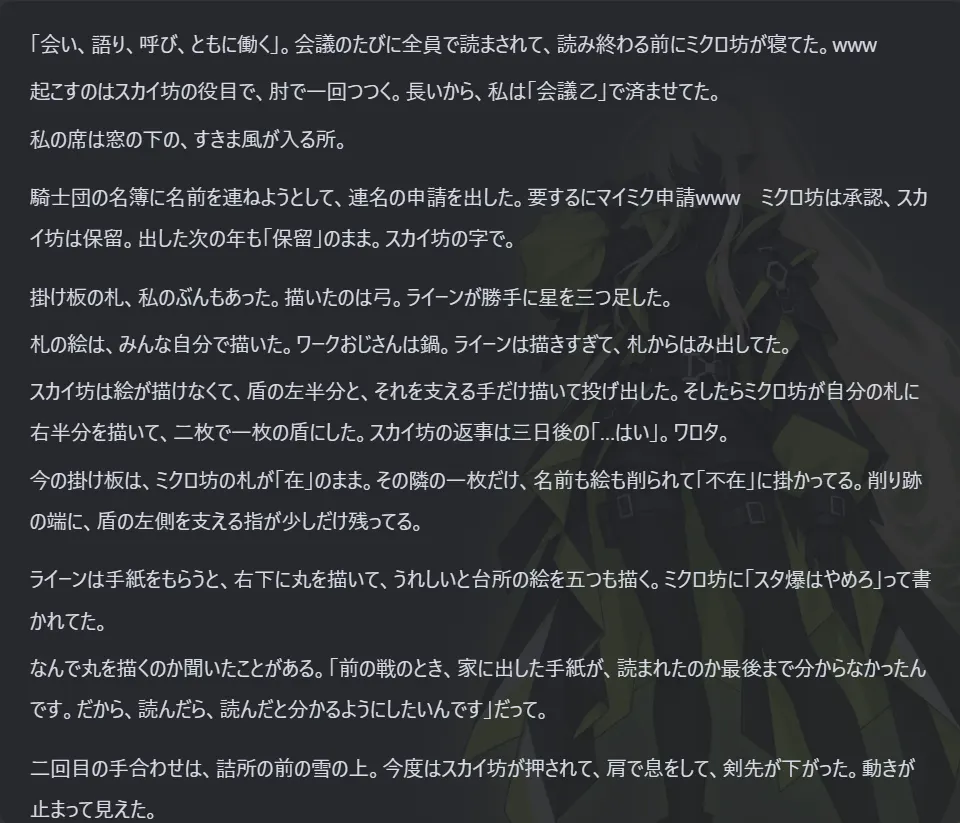 「会い、語り、呼び、ともに働く」。会議のたびに全員で読まされて、読み終わる前にミクロ坊が寝てた。www
起こすのはスカイ坊の役目で、肘で一回つつく。長いから、私は「会議乙」で済ませてた。
私の席は窓の下の、すきま風が入る所。
騎士団の名簿に名前を連ねようとして、連名の申請を出した。要するにマイミク申請www　ミクロ坊は承認、スカ
イ坊は保留。出した次の年も「保留」のまま。スカイ坊の字で。
掛け板の札、私のぶんもあった。描いたのは弓。ライーンが勝手に星を三つ足した。
札の絵は、みんな自分で描いた。ワークおじさんは鍋。ライーンは描きすぎて、札からはみ出してた。
スカイ坊は絵が描けなくて、盾の左半分と、それを支える手だけ描いて投げ出した。そしたらミクロ坊が自分の札に
右半分を描いて、二枚で一枚の盾にした。スカイ坊の返事は三日後の「…はい」。ワロタ。
今の掛け板は、ミクロ坊の札が「在」のまま。その隣の一枚だけ、名前も絵も削られて「不在」に掛かってる。削り跡
の端に、盾の左側を支える指が少しだけ残ってる。
ライーンは手紙をもらうと、右下に丸を描いて、うれしいと台所の絵を五つも描く。ミクロ坊に「スタ爆はやめろ」って書
かれてた。
なんで丸を描くのか聞いたことがある。「前の戦のとき、家に出した手紙が、読まれたのか最後まで分からなかったん
です。だから、読んだら、読んだと分かるようにしたいんです」だって。
二回目の手合わせは、詰所の前の雪の上。今度はスカイ坊が押されて、肩で息をして、剣先が下がった。動きが
止まって見えた。